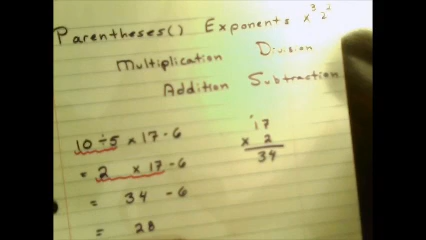 Parentheses() Exponents x³ 2²
Multiplication Division
Addition Subtraction
10 ÷ 5 x 17 - 6
= 2 x 17 - 6
= 34 - 6
= 28
17
x 2
34